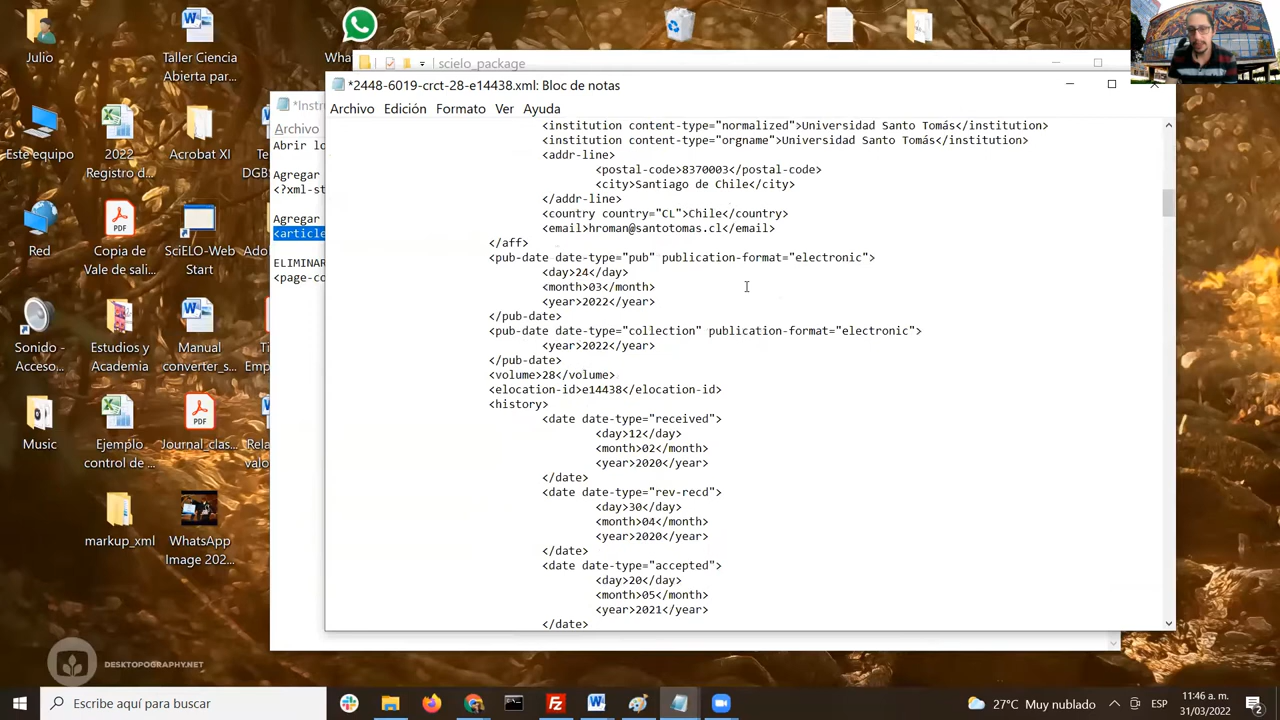 Julio
Taller Ciencia
Abierta par...
Wha
scielo_package
*2448-6019-crct-28-e14438.xml: Bloc de notas
Archivo Edición Formato Ver Ayuda
*Instr
Archivo
Abrir lo
Agregar
<?xml-st
Agregar
<article
ELIMINAR
<page-co
Este equipo
2022
Registro d...
Acrobat XI
Te
DGB
Red
Copia de
Vale de sali...
SciELO-Web
Start
Ado
Sonido -
Acceso...
Estudios y
Academia
Manual
converter_s...
Ti
Emp
Music
Ejemplo
control de ...
Journal_clas...
Rela
valo
markup_xml
WhatsApp
Image 202...
<institution content-type="normalized">Universidad Santo Tomás</institution>
<institution content-type="orgname">Universidad Santo Tomás</institution>
<addr-line>
<postal-code>8370003</postal-code>
<city>Santiago de Chile</city>
</addr-line>
<country country="CL">Chile</country>
<email>hroman@santotomas.cl</email>
</aff>
<pub-date date-type="pub" publication-format="electronic">
<day>24</day>
<month>03</month>
<year>2022</year>
</pub-date>
<pub-date date-type="collection" publication-format="electronic">
<year>2022</year>
</pub-date>
<volume>28</volume>
<elocation-id>e14438</elocation-id>
<history>
<date date-type="received">
<day>12</day>
<month>02</month>
<year>2020</year>
</date>
<date date-type="rev-recd">
<day>30</day>
<month>04</month>
<year>2020</year>
</date>
<date date-type="accepted">
<day>20</day>
<month>05</month>
<year>2021</year>
</date>
DESKTOPOGRAPHY.NET
Escribe aquí para buscar
27°C Muy nublado
ESP
11:46 a. m.
31/03/2022
2